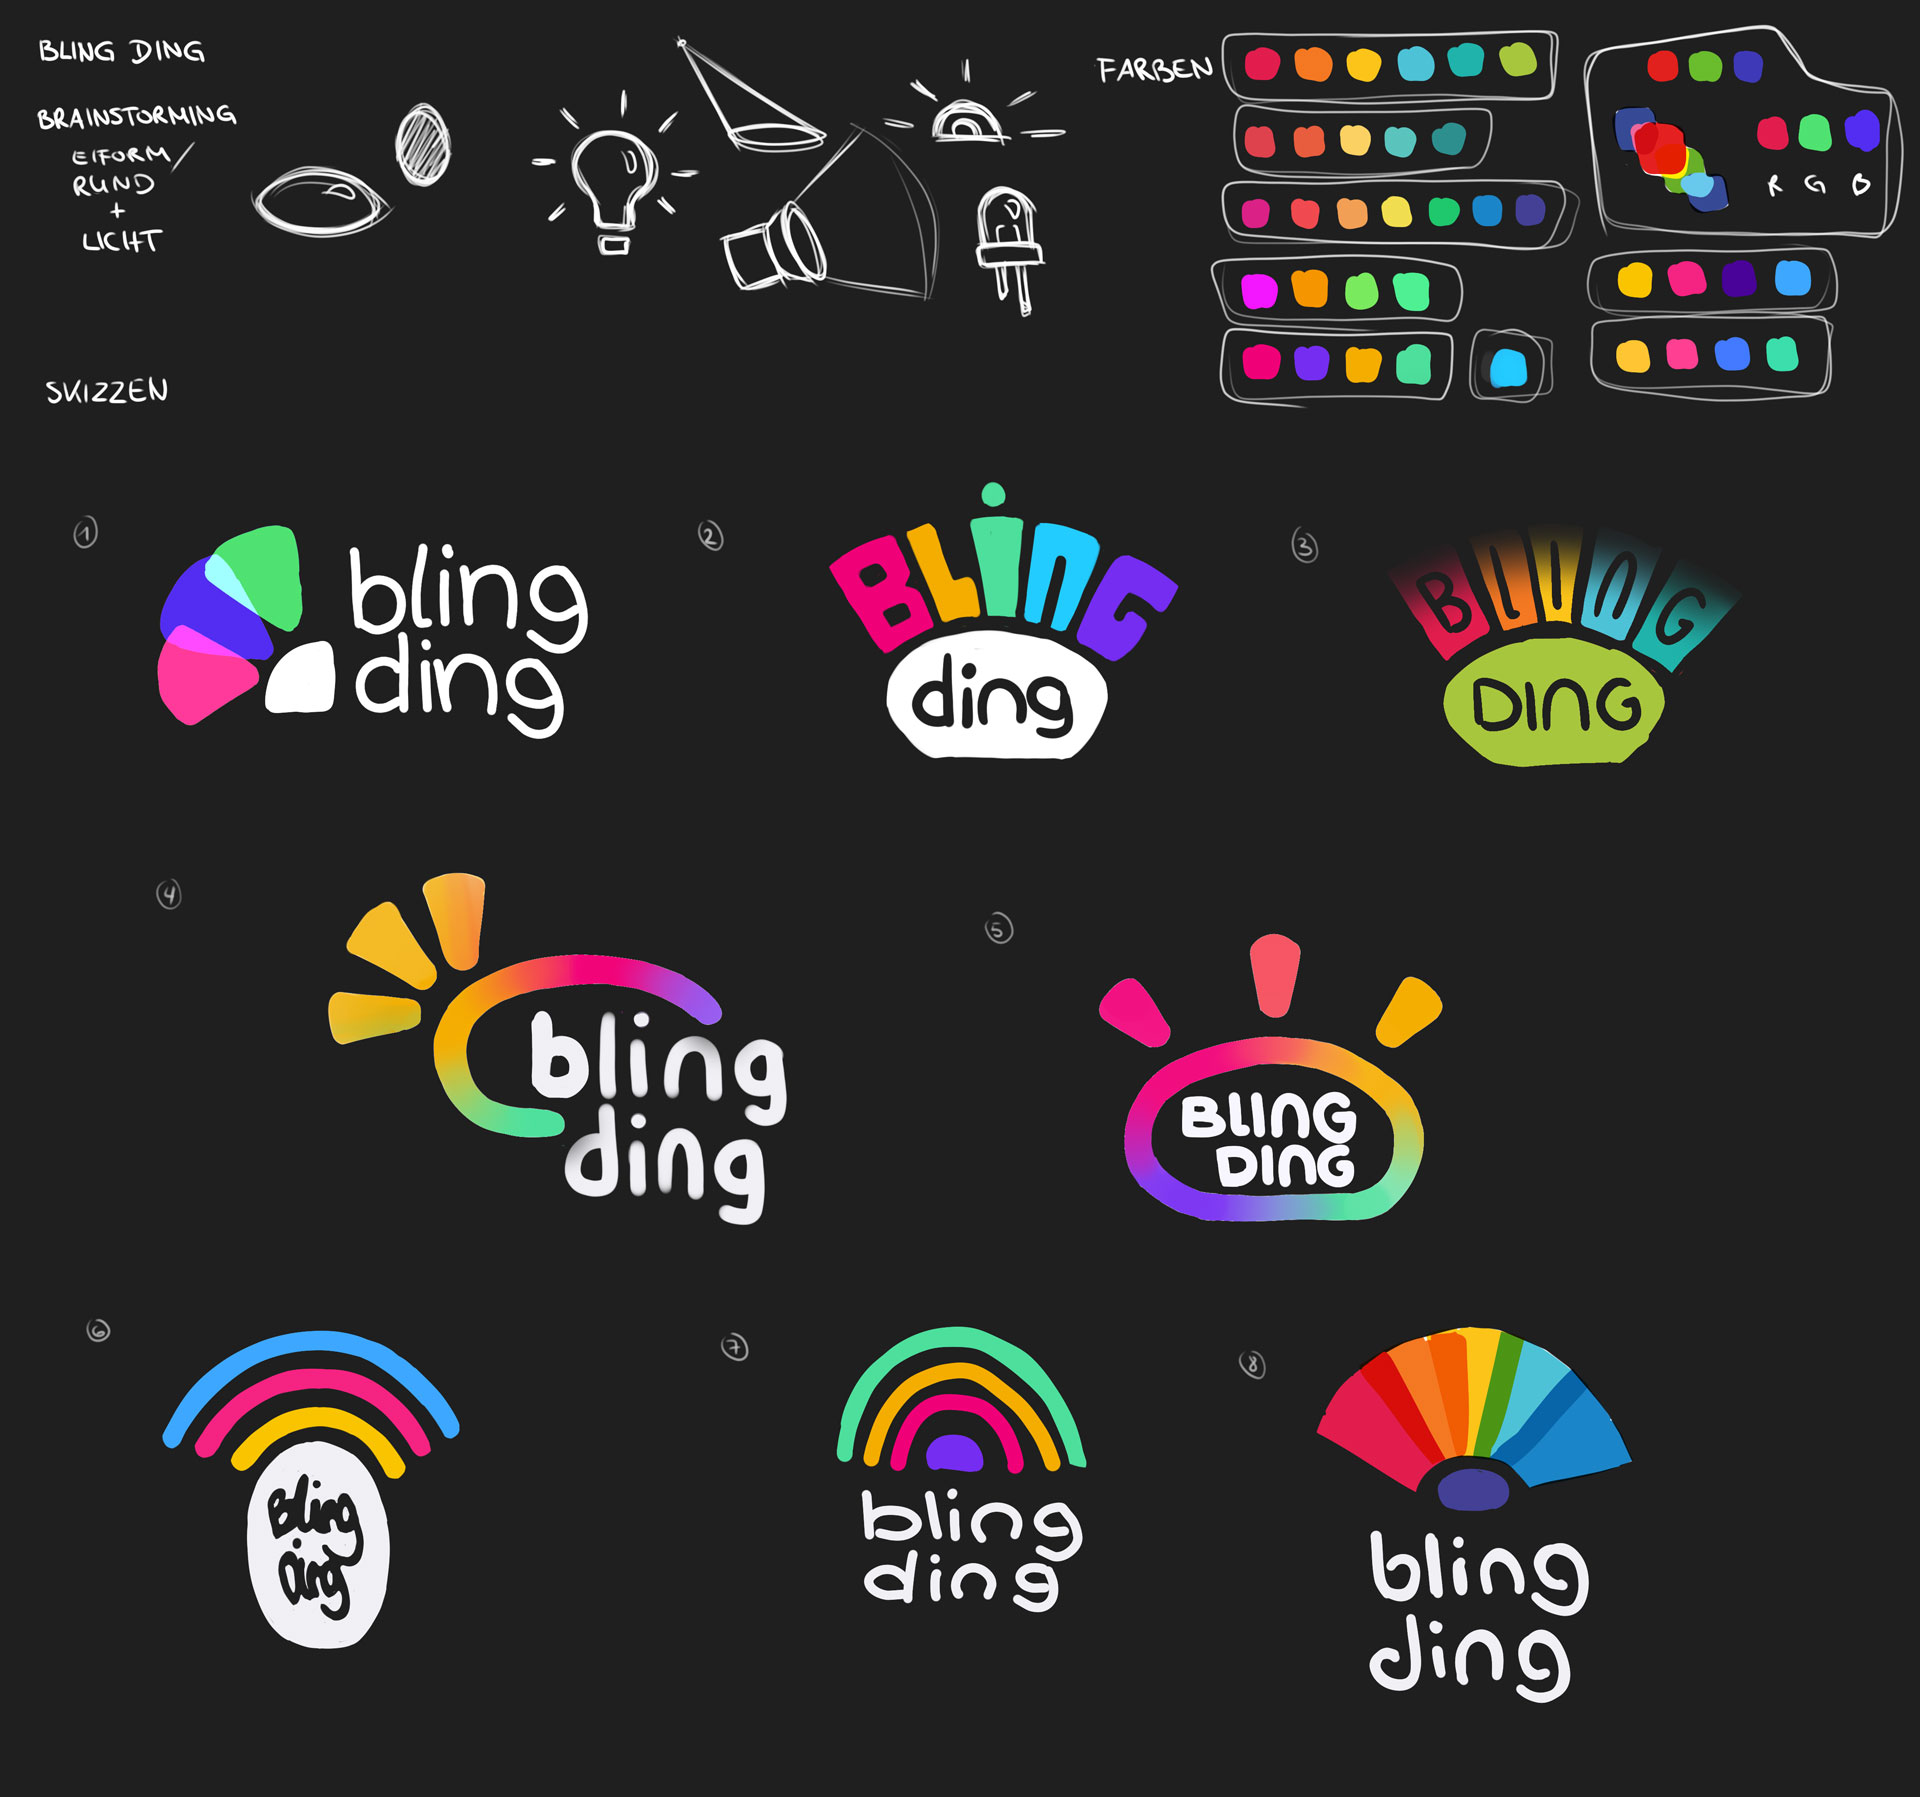 BLING DING
BRAINSTORMING
EIFORM /
RUND
+
LICHT
FARBEN
R G B
SKIZZEN
1
bling
ding
2
BLiNG
ding
3
BLING
DING
4
bling
ding
5
BLING
DING
6
Bling
Ding
7
bling
ding
8
bling
ding